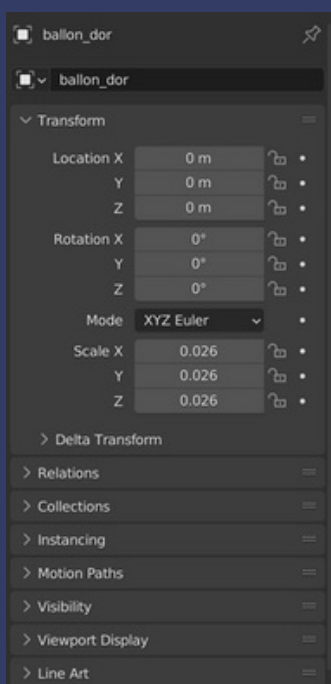 ballon_dor
ballon_dor
Transform
Location X 0 m
Y 0 m
Z 0 m
Rotation X 0°
Y 0°
Z 0°
Mode XYZ Euler
Scale X 0.026
Y 0.026
Z 0.026
Delta Transform
Relations
Collections
Instancing
Motion Paths
Visibility
Viewport Display
Line Art